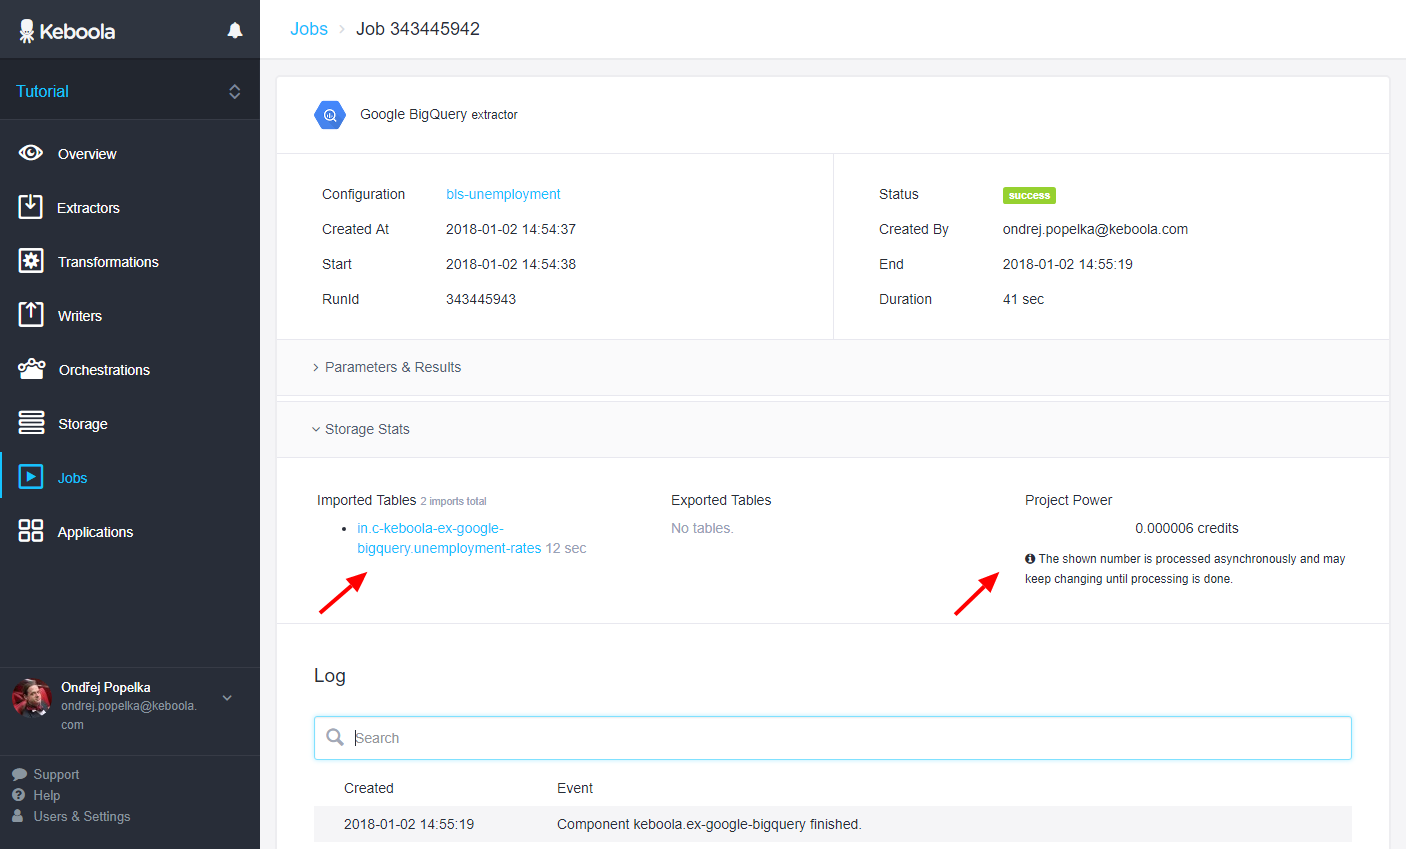 Keboola
Tutorial
Overview
Extractors
Transformations
Writers
Orchestrations
Storage
Jobs
Applications
Ondřej Popelka
ondrej.popelka@keboola.
com
Support
Help
Users & Settings
Jobs › Job 343445942
Google BigQuery extractor
Configuration bls-unemployment
Created At 2018-01-02 14:54:37
Start 2018-01-02 14:54:38
RunId 343445943
Status success
Created By ondrej.popelka@keboola.com
End 2018-01-02 14:55:19
Duration 41 sec
Parameters & Results
Storage Stats
Imported Tables 2 imports total
• in.c-keboola-ex-google-
bigquery.unemployment-rates 12 sec
Exported Tables
No tables.
Project Power
0.000006 credits
The shown number is processed asynchronously and may
keep changing until processing is done.
Log
Search
Created Event
2018-01-02 14:55:19 Component keboola.ex-google-bigquery finished.